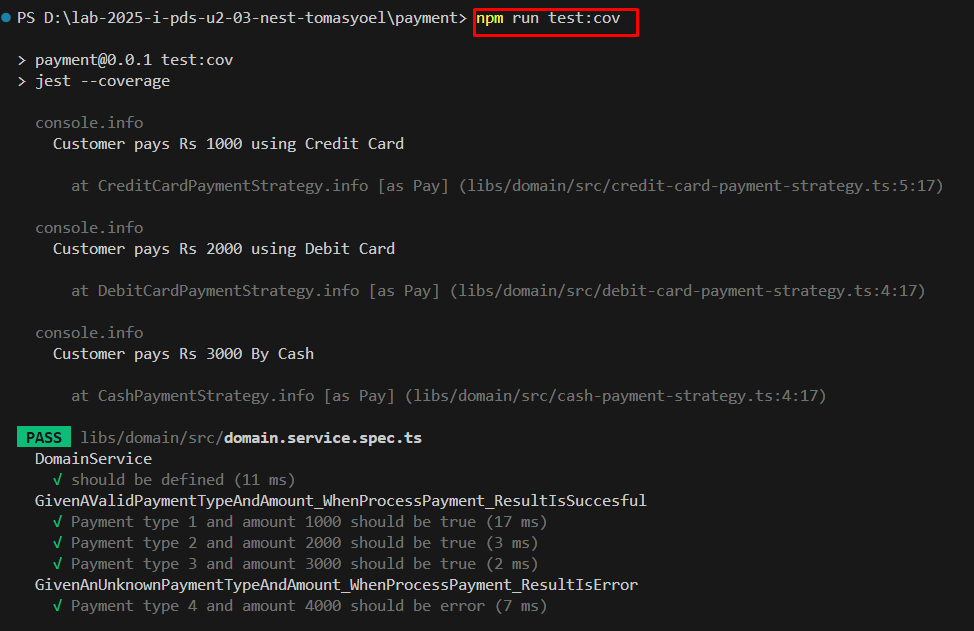 PS D:\lab-2025-i-pds-u2-03-nest-tomasyoel\payment> npm run test:cov
> payment@0.0.1 test:cov
> jest --coverage
console.info
Customer pays Rs 1000 using Credit Card
at CreditCardPaymentStrategy.info [as Pay] (libs/domain/src/credit-card-payment-strategy.ts:5:17)
console.info
Customer pays Rs 2000 using Debit Card
at DebitCardPaymentStrategy.info [as Pay] (libs/domain/src/debit-card-payment-strategy.ts:4:17)
console.info
Customer pays Rs 3000 By Cash
at CashPaymentStrategy.info [as Pay] (libs/domain/src/cash-payment-strategy.ts:4:17)
PASS libs/domain/src/domain.service.spec.ts
DomainService
√ should be defined (11 ms)
GivenAValidPaymentTypeAndAmount_WhenProcessPayment_ResultIsSuccesful
√ Payment type 1 and amount 1000 should be true (17 ms)
√ Payment type 2 and amount 2000 should be true (3 ms)
√ Payment type 3 and amount 3000 should be true (2 ms)
GivenAnUnknownPaymentTypeAndAmount_WhenProcessPayment_ResultIsError
√ Payment type 4 and amount 4000 should be error (7 ms)